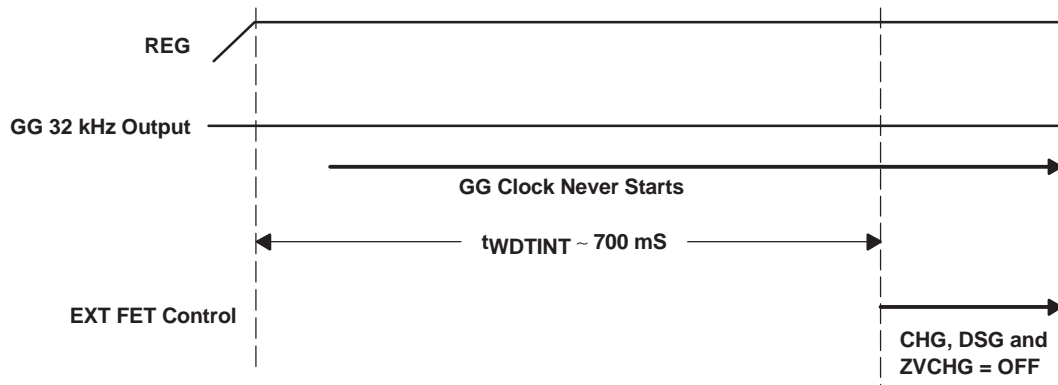 REG
GG 32 kHz Output
GG Clock Never Starts
tWDTINT ~ 700 mS
EXT FET Control
CHG, DSG and
ZVCHG = OFF